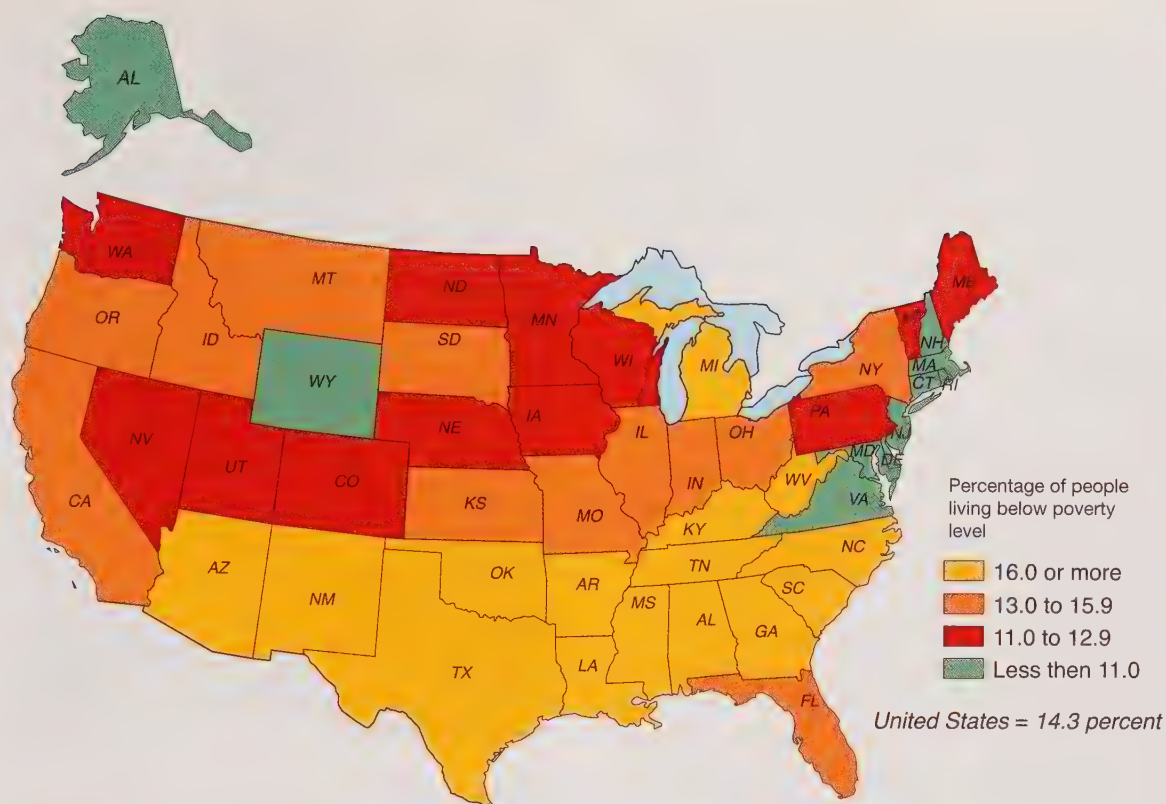 AL
WA
MT
ND
ME
OR
ID
MN
SD
WI
NH
MI
NY
MA
WY
CT RI
IA
PA
NE
NV
IL
OH
NJ
UT
MD
DE
CO
WV
IN
VA
CA
KS
MO
KY
NC
AZ
OK
TN
NM
AR
SC
MS
AL
GA
LA
TX
FL
Percentage of people
living below poverty
level
16.0 or more
13.0 to 15.9
11.0 to 12.9
Less then 11.0
United States = 14.3 percent